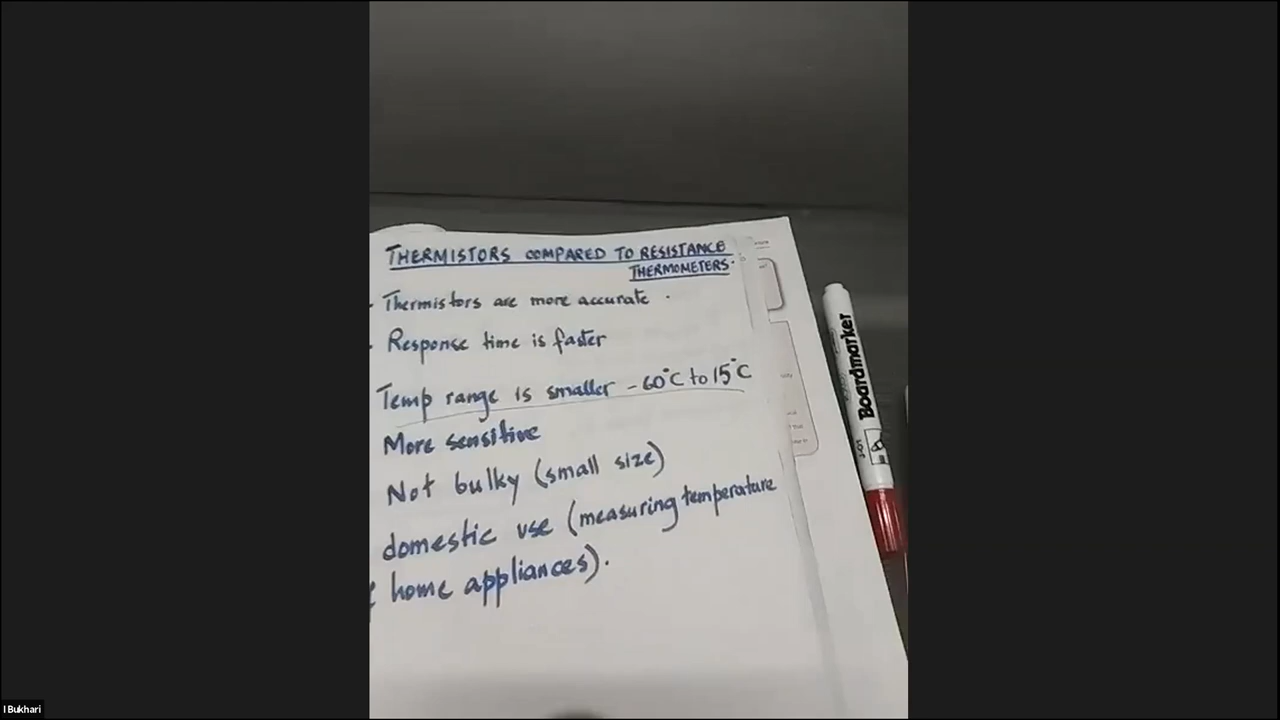 THERMISTORS COMPARED TO RESISTANCE
THERMOMETERS.
- Thermistors are more accurate .
- Response time is faster
Temp range is smaller -60°C to 15°C
More sensitive
Not bulky (small size)
domestic use (measuring temperature
home appliances).
Boardmarker
I Bukhari